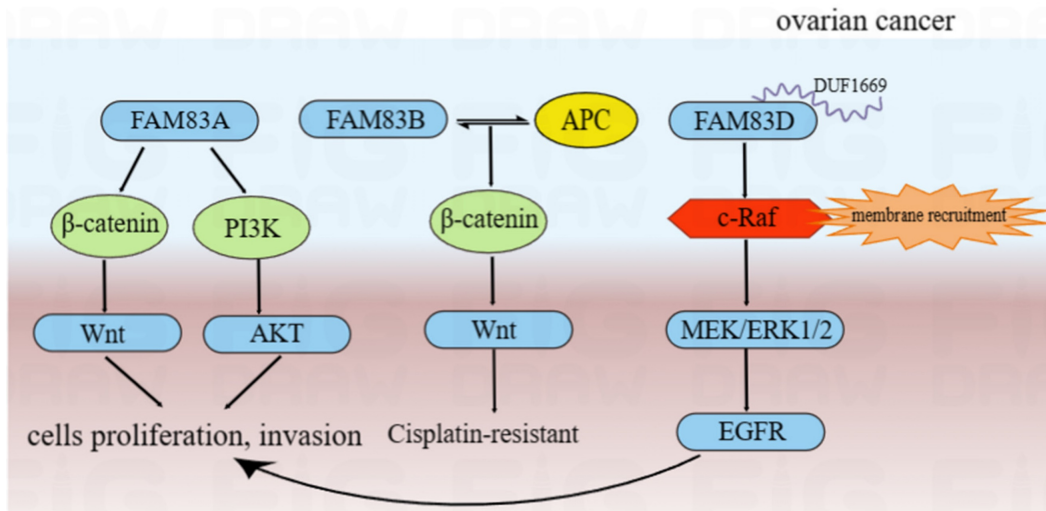 ovarian cancer
DUF1669
FAM83A
FAM83B
APC
FAM83D
β-catenin
PI3K
β-catenin
c-Raf
membrane recruitment
Wnt
AKT
Wnt
MEK/ERK1/2
cells proliferation, invasion
Cisplatin-resistant
EGFR